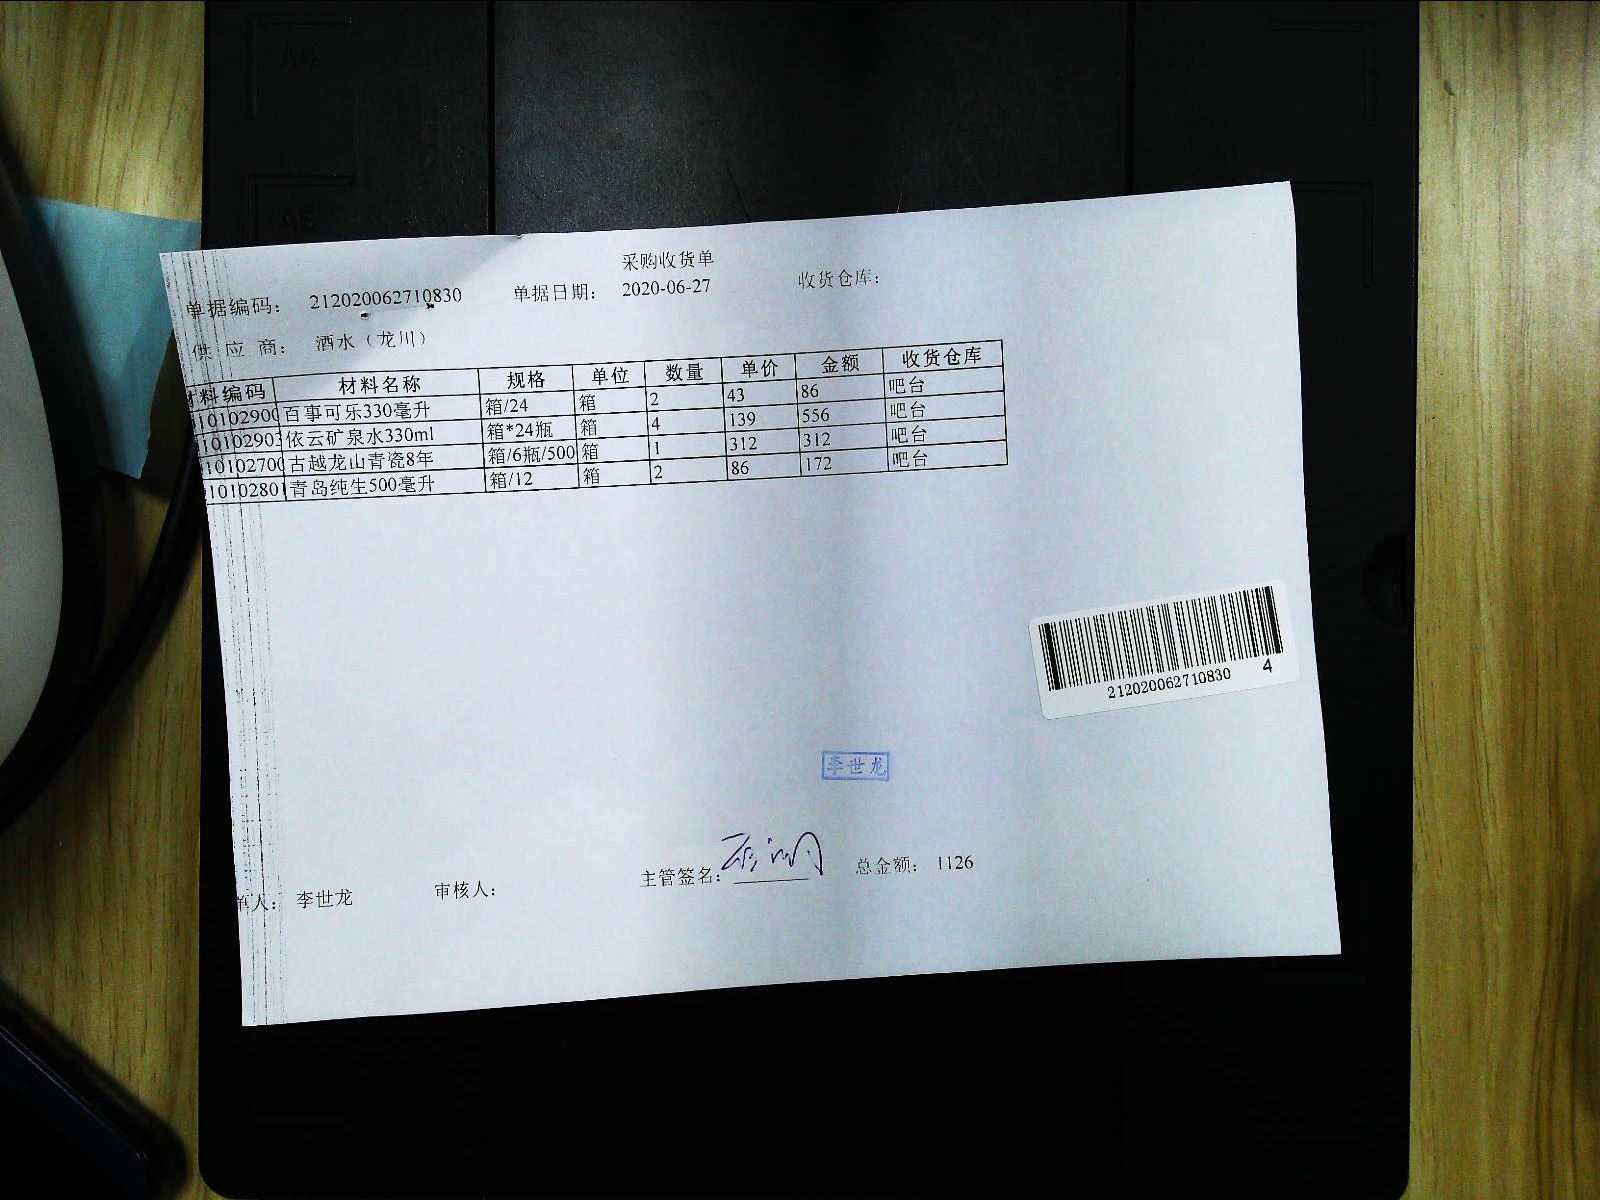 A4
A5
采购收货单
单据编码： 212020062710830 单据日期： 2020-06-27 收货仓库：
供 应 商： 酒水（龙川）
材料编码 材料名称 规格 单位 数量 单价 金额 收货仓库
10102900 百事可乐330毫升 箱/24 箱 2 43 86 吧台
10102903 依云矿泉水330ml 箱*24瓶 箱 4 139 556 吧台
10102700 古越龙山青瓷8年 箱/6瓶/500 箱 1 312 312 吧台
10102801 青岛纯生500毫升 箱/12 箱 2 86 172 吧台
212020062710830 4
李世龙
单人： 李世龙 审核人： 主管签名： 总金额： 1126